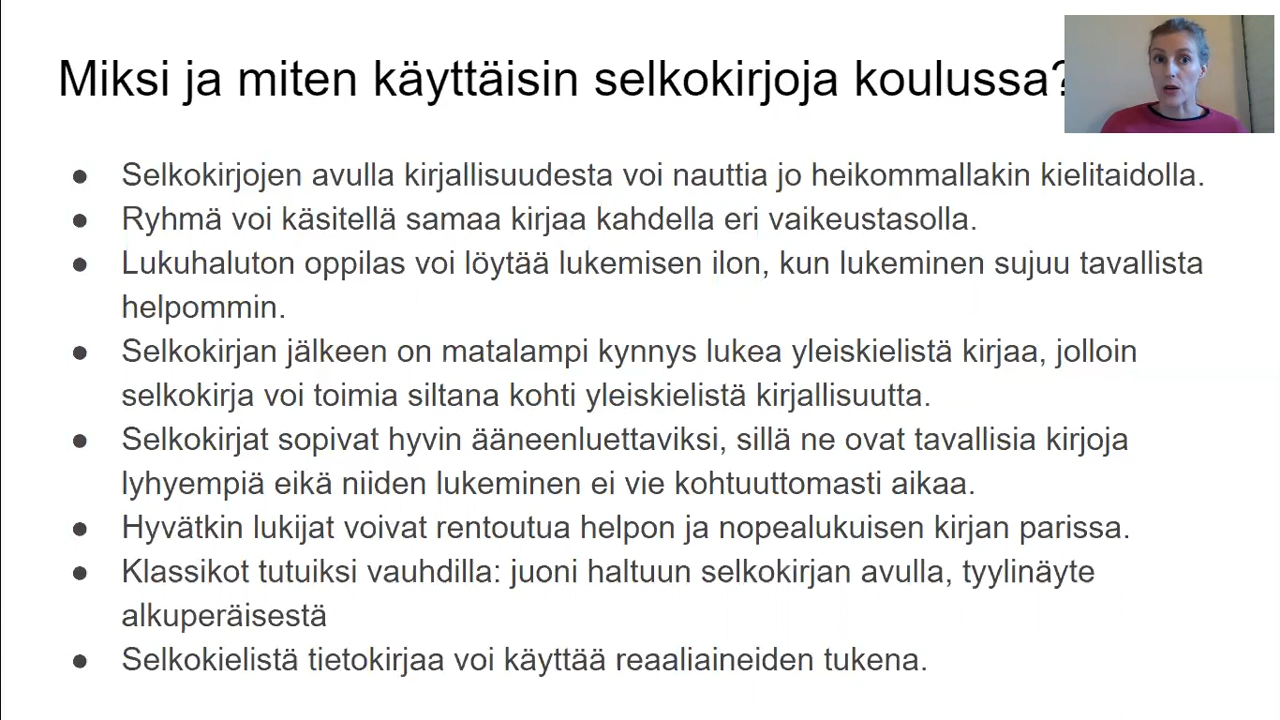 Miksi ja miten käyttäisin selkokirjoja koulussa?
● Selkokirjojen avulla kirjallisuudesta voi nauttia jo heikommallakin kielitaidolla.
● Ryhmä voi käsitellä samaa kirjaa kahdella eri vaikeustasolla.
● Lukuhaluton oppilas voi löytää lukemisen ilon, kun lukeminen sujuu tavallista
helpommin.
● Selkokirjan jälkeen on matalampi kynnys lukea yleiskielistä kirjaa, jolloin
selkokirja voi toimia siltana kohti yleiskielistä kirjallisuutta.
● Selkokirjat sopivat hyvin ääneenluettaviksi, sillä ne ovat tavallisia kirjoja
lyhyempiä eikä niiden lukeminen ei vie kohtuuttomasti aikaa.
● Hyvätkin lukijat voivat rentoutua helpon ja nopealukuisen kirjan parissa.
● Klassikot tutuiksi vauhdilla: juoni haltuun selkokirjan avulla, tyylinäyte
alkuperäisestä
● Selkokielistä tietokirjaa voi käyttää reaaliaineiden tukena.